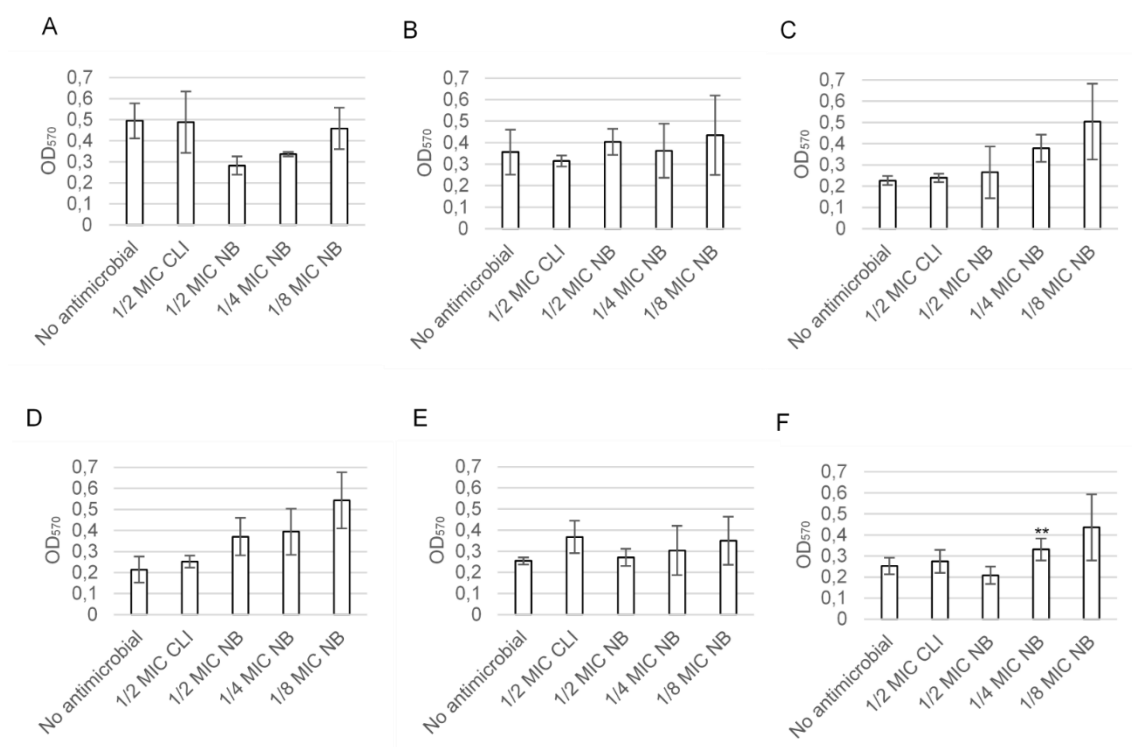 A
0,7
0,6
0,5
0,4
0,3
0,2
0,1
0
OD570
No antimicrobial
1/2 MIC CLI
1/2 MIC NB
1/4 MIC NB
1/8 MIC NB
B
0,7
0,6
0,5
0,4
0,3
0,2
0,1
0
OD570
No antimicrobial
1/2 MIC CLI
1/2 MIC NB
1/4 MIC NB
1/8 MIC NB
C
0,7
0,6
0,5
0,4
0,3
0,2
0,1
0
OD570
No antimicrobial
1/2 MIC CLI
1/2 MIC NB
1/4 MIC NB
1/8 MIC NB
D
0,7
0,6
0,5
0,4
0,3
0,2
0,1
0
OD570
No antimicrobial
1/2 MIC CLI
1/2 MIC NB
1/4 MIC NB
1/8 MIC NB
E
0,7
0,6
0,5
0,4
0,3
0,2
0,1
0
OD570
No antimicrobial
1/2 MIC CLI
1/2 MIC NB
1/4 MIC NB
1/8 MIC NB
F
0,7
0,6
0,5
0,4
0,3
0,2
0,1
0
OD570
**
No antimicrobial
1/2 MIC CLI
1/2 MIC NB
1/4 MIC NB
1/8 MIC NB